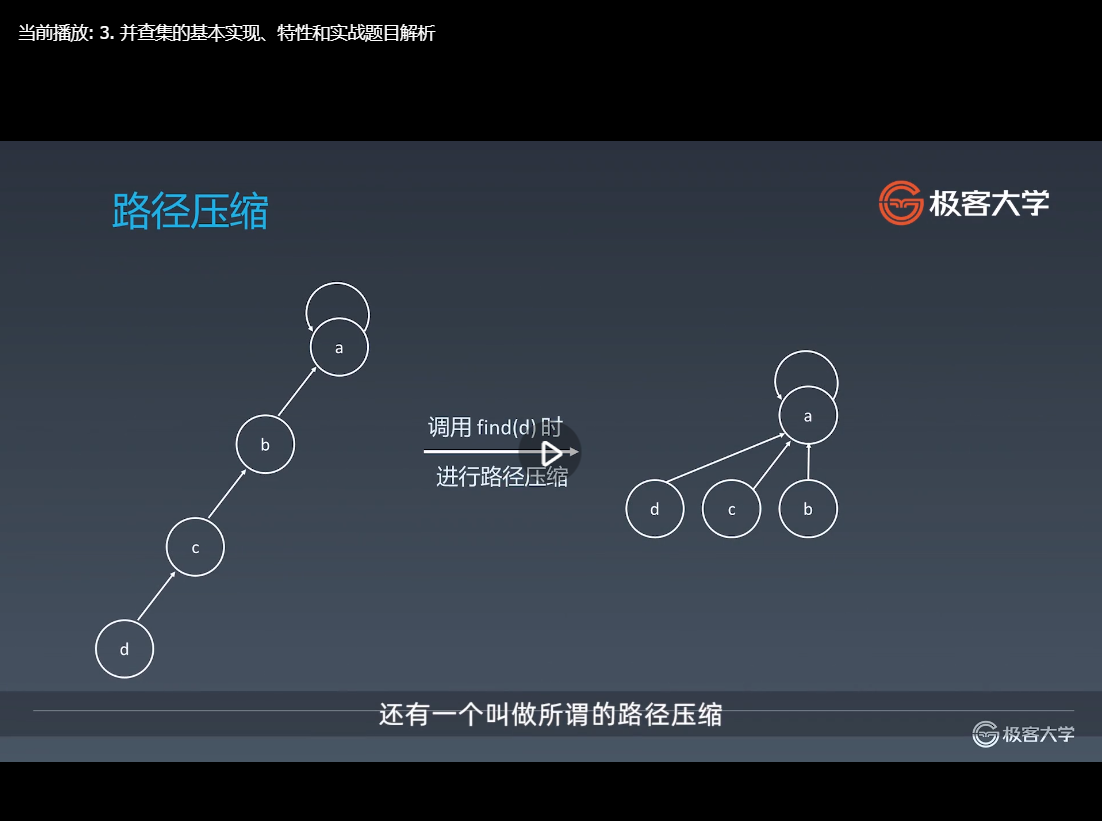 当前播放: 3. 并查集的基本实现、特性和实战题目解析
路径压缩
极客大学
a
b
c
d
调用 find(d) 时
进行路径压缩
a
d
c
b
还有一个叫做所谓的路径压缩
极客大学